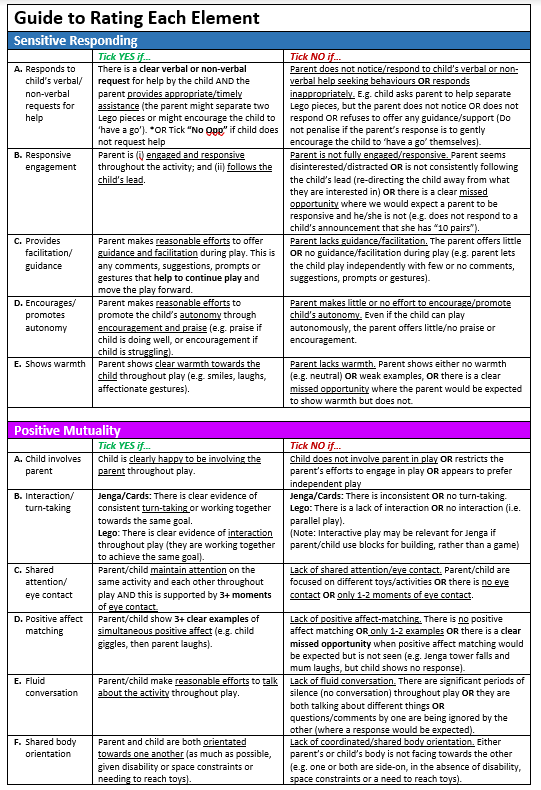 Guide to Rating Each Element
Sensitive Responding
Tick YES if...
Tick NO if...
A. Responds to
child's verbal/
non-verbal
requests for
help
There is a clear verbal or non-verbal
request for help by the child AND the
parent provides appropriate/timely
assistance (the parent might separate two
Lego pieces or might encourage the child to
'have a go'). *OR Tick "No Opp" if child does
not request help
Parent does not notice/respond to child's verbal or non-
verbal help seeking behaviours OR responds
inappropriately. E.g. child asks parent to help separate
Lego pieces, but the parent does not notice OR does not
respond OR refuses to offer any guidance/support (Do
not penalise if the parent's response is to gently
encourage the child to 'have a go' themselves).
B. Responsive
engagement
Parent is (i) engaged and responsive
throughout the activity; and (ii) follows the
child's lead.
Parent is not fully engaged/responsive. Parent seems
disinterested/distracted OR is not consistently following
the child's lead (re-directing the child away from what
they are interested in) OR there is a clear missed
opportunity where we would expect a parent to be
responsive and he/she is not (e.g. does not respond to a
child's announcement that she has "10 pairs").
C. Provides
facilitation/
guidance
Parent makes reasonable efforts to offer
guidance and facilitation during play. This is
any comments, suggestions, prompts or
gestures that help to continue play and
move the play forward.
Parent lacks guidance/facilitation. The parent offers little
OR no guidance/facilitation during play (e.g. parent lets
the child play independently with few or no comments,
suggestions, prompts or gestures).
D. Encourages/
promotes
autonomy
Parent makes reasonable efforts to
promote the child's autonomy through
encouragement and praise (e.g. praise if
child is doing well, or encouragement if
child is struggling).
Parent makes little or no effort to encourage/promote
child's autonomy. Even if the child can play
autonomously, the parent offers little/no praise or
encouragement.
E. Shows warmth
Parent shows clear warmth towards the
child throughout play (e.g. smiles, laughs,
affectionate gestures).
Parent lacks warmth. Parent shows either no warmth
(e.g. neutral) OR weak examples, OR there is a clear
missed opportunity where the parent would be expected
to show warmth but does not.
Positive Mutuality
Tick YES if...
Tick NO if...
A. Child involves
parent
Child is clearly happy to be involving the
parent throughout play.
Child does not involve parent in play OR restricts the
parent's efforts to engage in play OR appears to prefer
independent play
B. Interaction/
turn-taking
Jenga/Cards: There is clear evidence of
consistent turn-taking or working together
towards the same goal.
Lego: There is clear evidence of interaction
throughout play (they are working together
to achieve the same goal).
Jenga/Cards: There is inconsistent OR no turn-taking.
Lego: There is a lack of interaction OR no interaction (i.e.
parallel play).
(Note: Interactive play may be relevant for Jenga if
parent/child use blocks for building, rather than a game)
C. Shared
attention/
eye contact
Parent/child maintain attention on the
same activity and each other throughout
play AND this is supported by 3+ moments
of eye contact.
Lack of shared attention/eye contact. Parent/child are
focused on different toys/activities OR there is no eye
contact OR only 1-2 moments of eye contact.
D. Positive affect
matching
Parent/child show 3+ clear examples of
simultaneous positive affect (e.g. child
giggles, then parent laughs).
Lack of positive affect-matching. There is no positive
affect matching OR only 1-2 examples OR there is a clear
missed opportunity when positive affect matching would
be expected but is not seen (e.g. Jenga tower falls and
mum laughs, but child shows no response).
E. Fluid
conversation
Parent/child make reasonable efforts to talk
about the activity throughout play.
Lack of fluid conversation. There are significant periods of
silence (no conversation) throughout play OR they are
both talking about different things OR
questions/comments by one are being ignored by the
other (where a response would be expected).
F. Shared body
orientation
Parent and child are both orientated
towards one another (as much as possible,
given disability or space constraints or
needing to reach toys).
Lack of coordinated/shared body orientation. Either
parent's or child's body is not facing towards the other
(e.g. one or both are side-on, in the absence of disability,
space constraints or a need to reach toys).